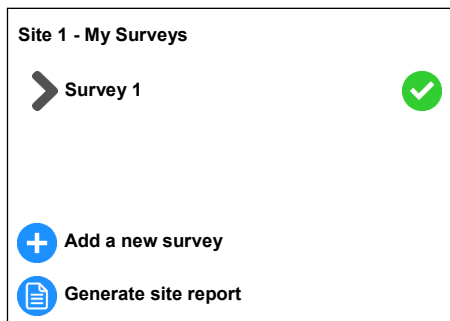 Site 1 - My Surveys
Survey 1
Add a new survey
Generate site report